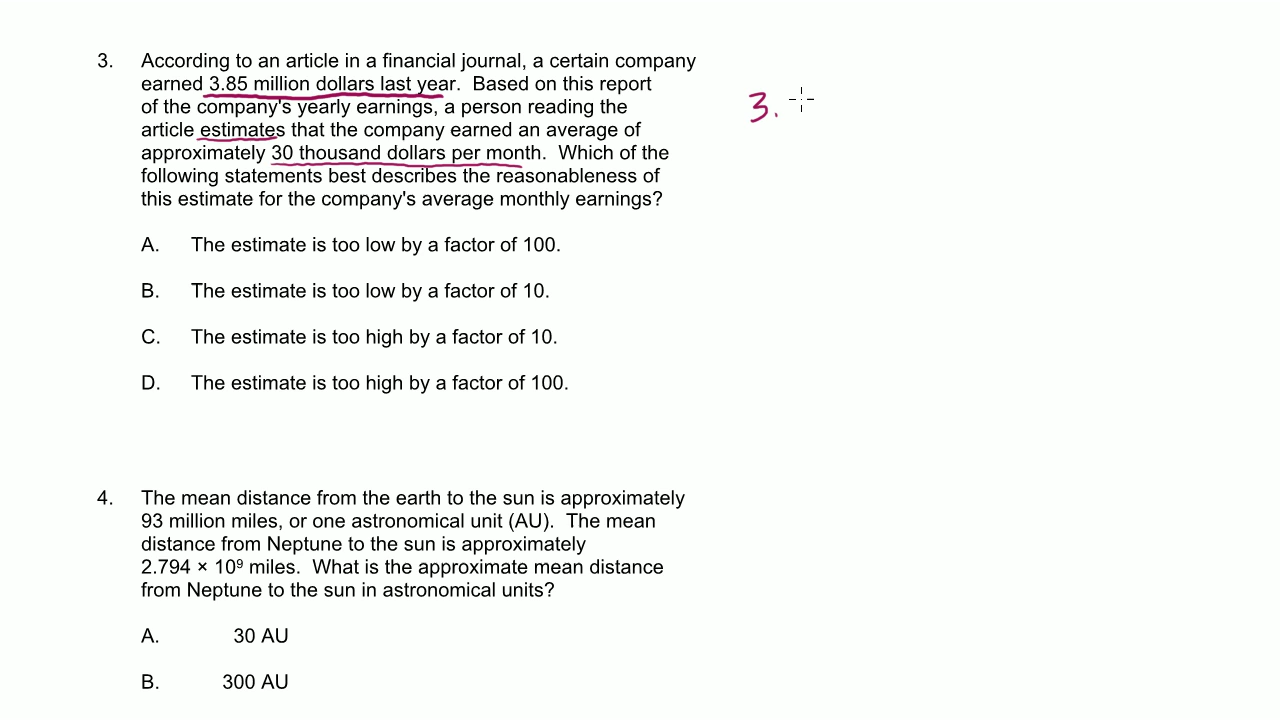 3. According to an article in a financial journal, a certain company
earned 3.85 million dollars last year. Based on this report
of the company's yearly earnings, a person reading the
article estimates that the company earned an average of
approximately 30 thousand dollars per month. Which of the
following statements best describes the reasonableness of
this estimate for the company's average monthly earnings?
A. The estimate is too low by a factor of 100.
B. The estimate is too low by a factor of 10.
C. The estimate is too high by a factor of 10.
D. The estimate is too high by a factor of 100.
3.
4. The mean distance from the earth to the sun is approximately
93 million miles, or one astronomical unit (AU). The mean
distance from Neptune to the sun is approximately
2.794 × 10⁹ miles. What is the approximate mean distance
from Neptune to the sun in astronomical units?
A. 30 AU
B. 300 AU